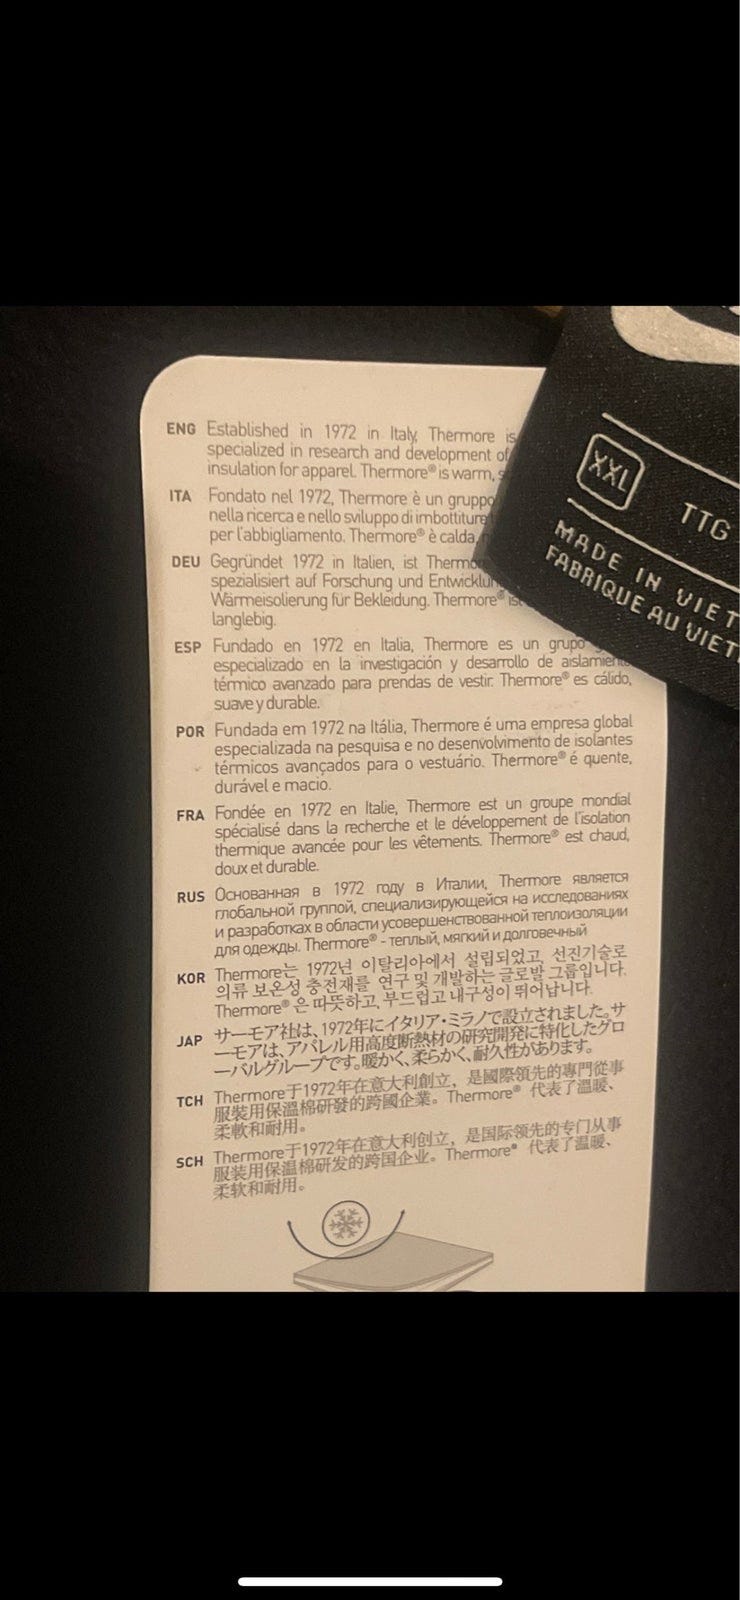 ENG Established in 1972 in Italy, Thermore is
specialized in research and development of
insulation for apparel. Thermore® is warm,
ITA Fondato nel 1972, Thermore è un gruppo
nella ricerca e nello sviluppo di imbottiture
per l'abbigliamento. Thermore® è calda,
DEU Gegründet 1972 in Italien, ist
spezialisiert auf Forschung und
Wärmeisolierung für Bekleidung. Thermore® ist
langlebig.
ESP Fundado en 1972 en Italia, Thermore es un grupo
especializado en la investigación y desarrollo de aislamiento
térmico avanzado para prendas de vestir. Thermore® es cálido,
suave y durable.
POR Fundada em 1972 na Itália, Thermore é uma empresa global
especializada na pesquisa e no desenvolvimento de isolantes
térmicos avançados para o vestuário. Thermore® é quente,
durável e macio.
FRA Fondée en 1972 en Italie, Thermore est un groupe mondial
spécialisé dans la recherche et le développement de l'isolation
thermique avancée pour les vêtements. Thermore® est chaud,
doux et durable.
RUS Основанная в 1972 году в Италии, Thermore является
глобальной группой, специализирующейся на исследованиях
и разработках в области усовершенствованной теплоизоляции
для одежды. Thermore® - теплый, мягкий и долговечный
KOR Thermore는 1972년 이탈리아에서 설립되었고, 선진기술로
의류 보온성 충전재를 연구 및 개발하는 글로발 그룹입니다.
Thermore® 은 따뜻하고, 부드럽고 내구성이 뛰어납니다.
JAP サーモア社は、1972年にイタリア・ミラノで設立されました。サ
ーモアは、アパレル用高度断熱材の研究開発に特化したグロ
ーバルグループです。暖かく、柔らかく、耐久性があります。
TCH Thermore于1972年在意大利創立，是國際領先的專門從事
服裝用保溫棉研發的跨國企業。Thermore® 代表了溫暖、
柔軟和耐用。
SCH Thermore于1972年在意大利创立，是国际领先的专门从事
服装用保温棉研发的跨国企业。Thermore® 代表了温暖、
柔软和耐用。
XXL TTG
MADE IN VIET
FABRIQUE AU VIET